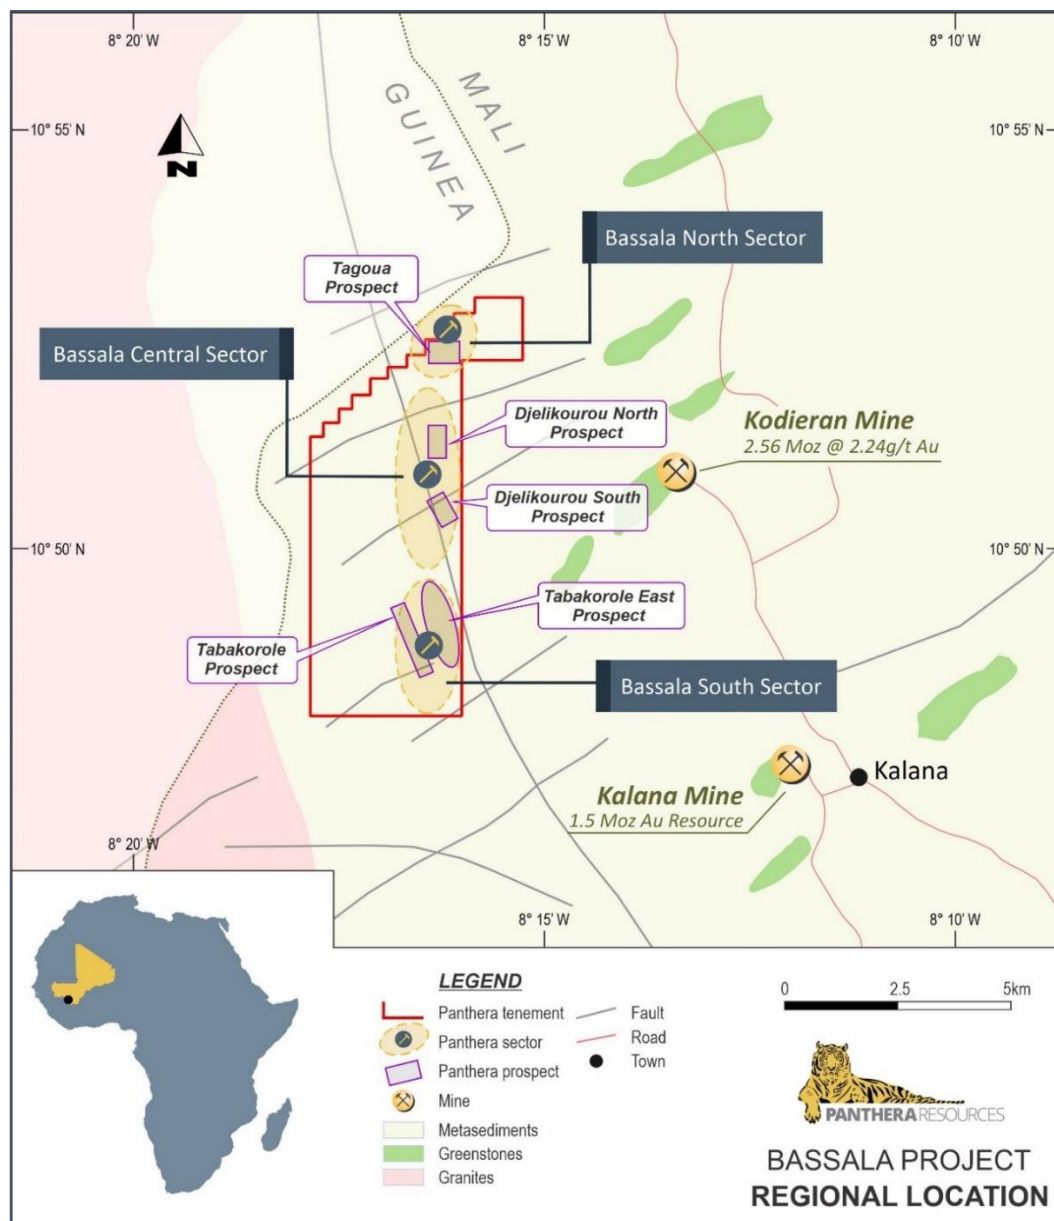 8° 20' W
8° 15' W
8° 10' W
10° 55' N
10° 55' N
MALI
GUINEA
N
Bassala North Sector
Tagoua
Prospect
Bassala Central Sector
Djelikourou North
Prospect
Kodieran Mine
2.56 Moz @ 2.24g/t Au
Djelikourou South
Prospect
10° 50' N
10° 50' N
Tabakorole East
Prospect
Tabakorole
Prospect
Bassala South Sector
Kalana
Kalana Mine
1.5 Moz Au Resource
8° 20' W
8° 15' W
8° 10' W
LEGEND
Panthera tenement
Panthera sector
Panthera prospect
Mine
Metasediments
Greenstones
Granites
Fault
Road
Town
0 2.5 5km
PANTHERA RESOURCES
BASSALA PROJECT
REGIONAL LOCATION